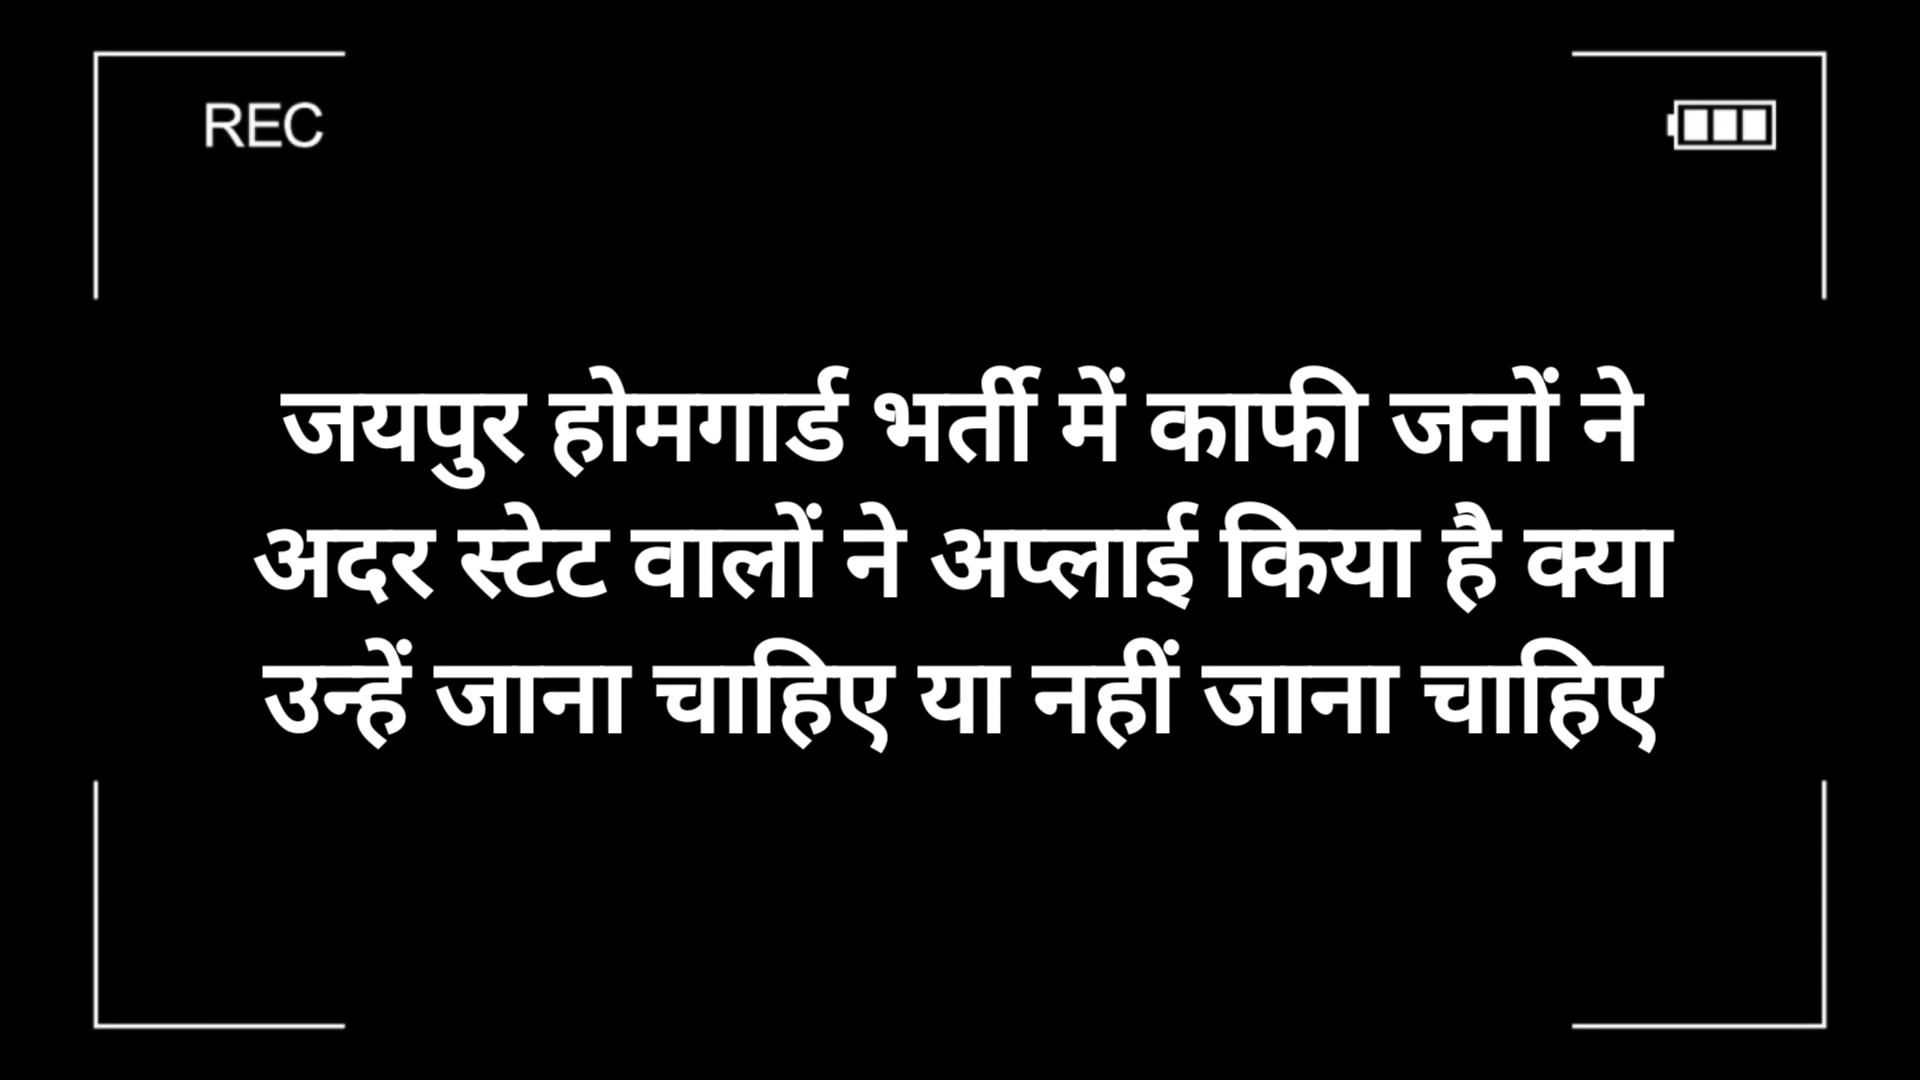 REC
जयपुर होमगार्ड भर्ती में काफी जनों ने
अदर स्टेट वालों ने अप्लाई किया है क्या
उन्हें जाना चाहिए या नहीं जाना चाहिए